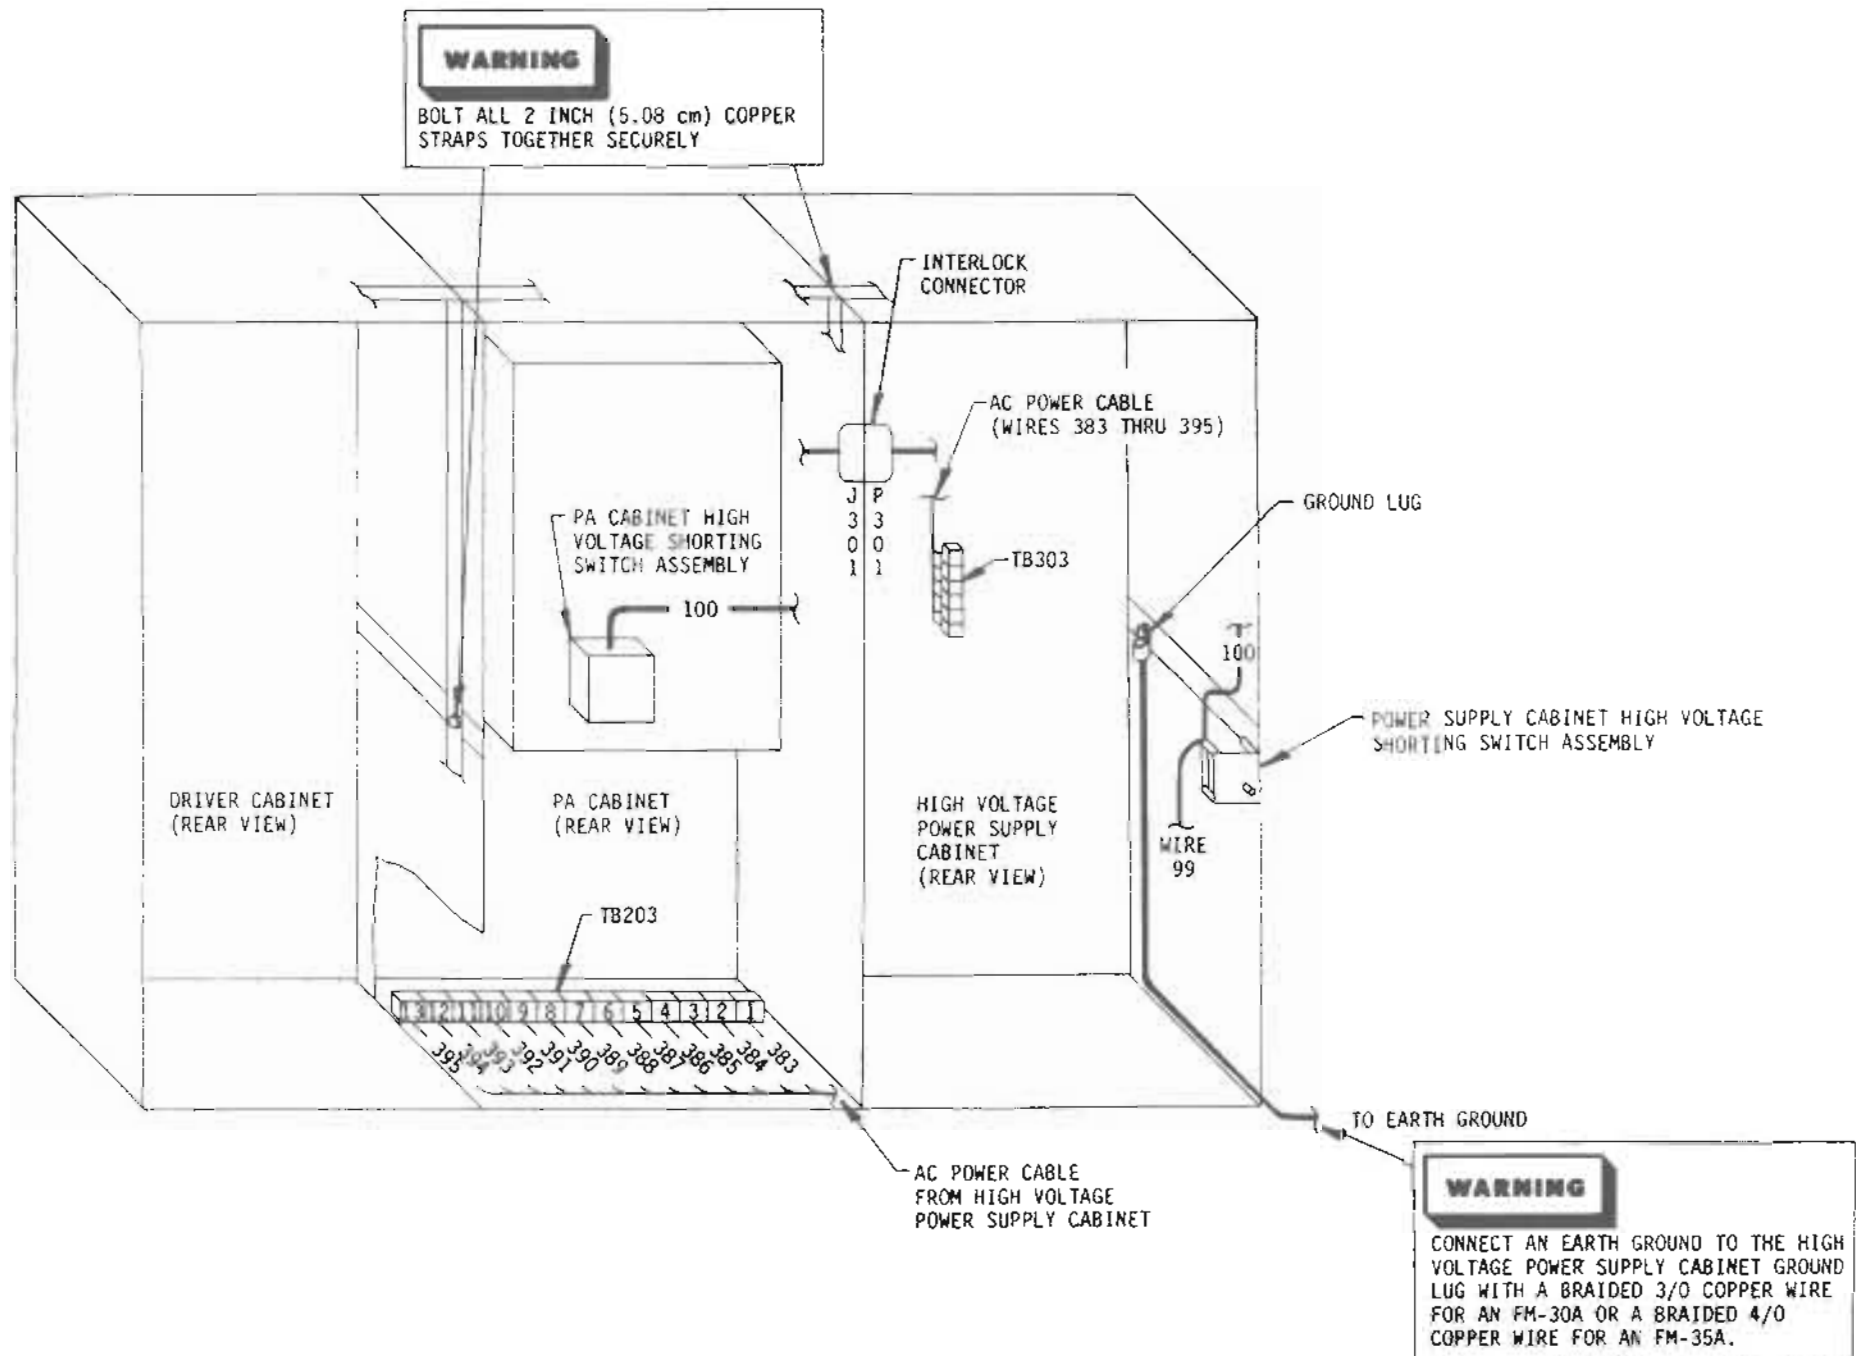 WARNING
BOLT ALL 2 INCH (5.08 cm) COPPER
STRAPS TOGETHER SECURELY
INTERLOCK
CONNECTOR
AC POWER CABLE
(WIRES 383 THRU 395)
J301
P301
GROUND LUG
PA CABINET HIGH
VOLTAGE SHORTING
SWITCH ASSEMBLY
TB303
100
100
POWER SUPPLY CABINET HIGH VOLTAGE
SHORTING SWITCH ASSEMBLY
DRIVER CABINET
(REAR VIEW)
PA CABINET
(REAR VIEW)
HIGH VOLTAGE
POWER SUPPLY
CABINET
(REAR VIEW)
WIRE
99
TB203
13 12 11 10 9 8 7 6 5 4 3 2 1
395 394 393 392 391 390 389 388 387 386 385 384 383
TO EARTH GROUND
AC POWER CABLE
FROM HIGH VOLTAGE
POWER SUPPLY CABINET
WARNING
CONNECT AN EARTH GROUND TO THE HIGH
VOLTAGE POWER SUPPLY CABINET GROUND
LUG WITH A BRAIDED 3/0 COPPER WIRE
FOR AN FM-30A OR A BRAIDED 4/0
COPPER WIRE FOR AN FM-35A.